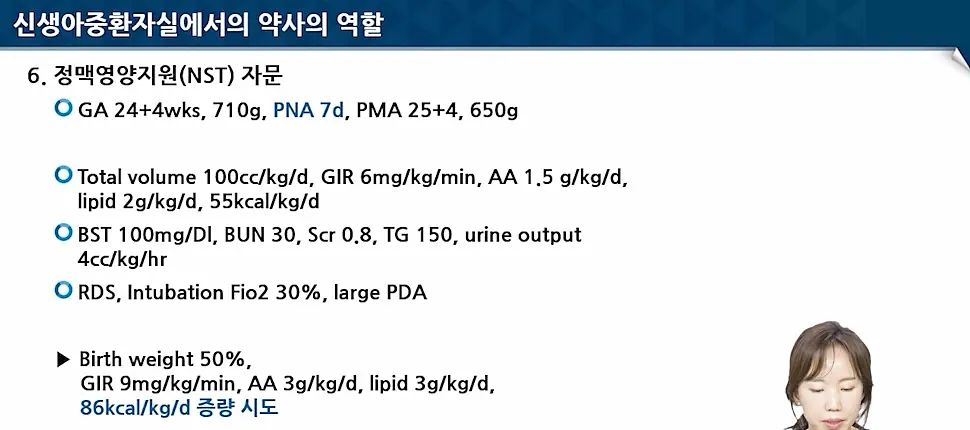 신생아중환자실에서의 약사의 역할
6. 정맥영양지원(NST) 자문
GA 24+4wks, 710g, PNA 7d, PMA 25+4, 650g
Total volume 100cc/kg/d, GIR 6mg/kg/min, AA 1.5 g/kg/d,
lipid 2g/kg/d, 55kcal/kg/d
BST 100mg/Dl, BUN 30, Scr 0.8, TG 150, urine output
4cc/kg/hr
RDS, Intubation Fio2 30%, large PDA
▶ Birth weight 50%,
GIR 9mg/kg/min, AA 3g/kg/d, lipid 3g/kg/d,
86kcal/kg/d 증량 시도